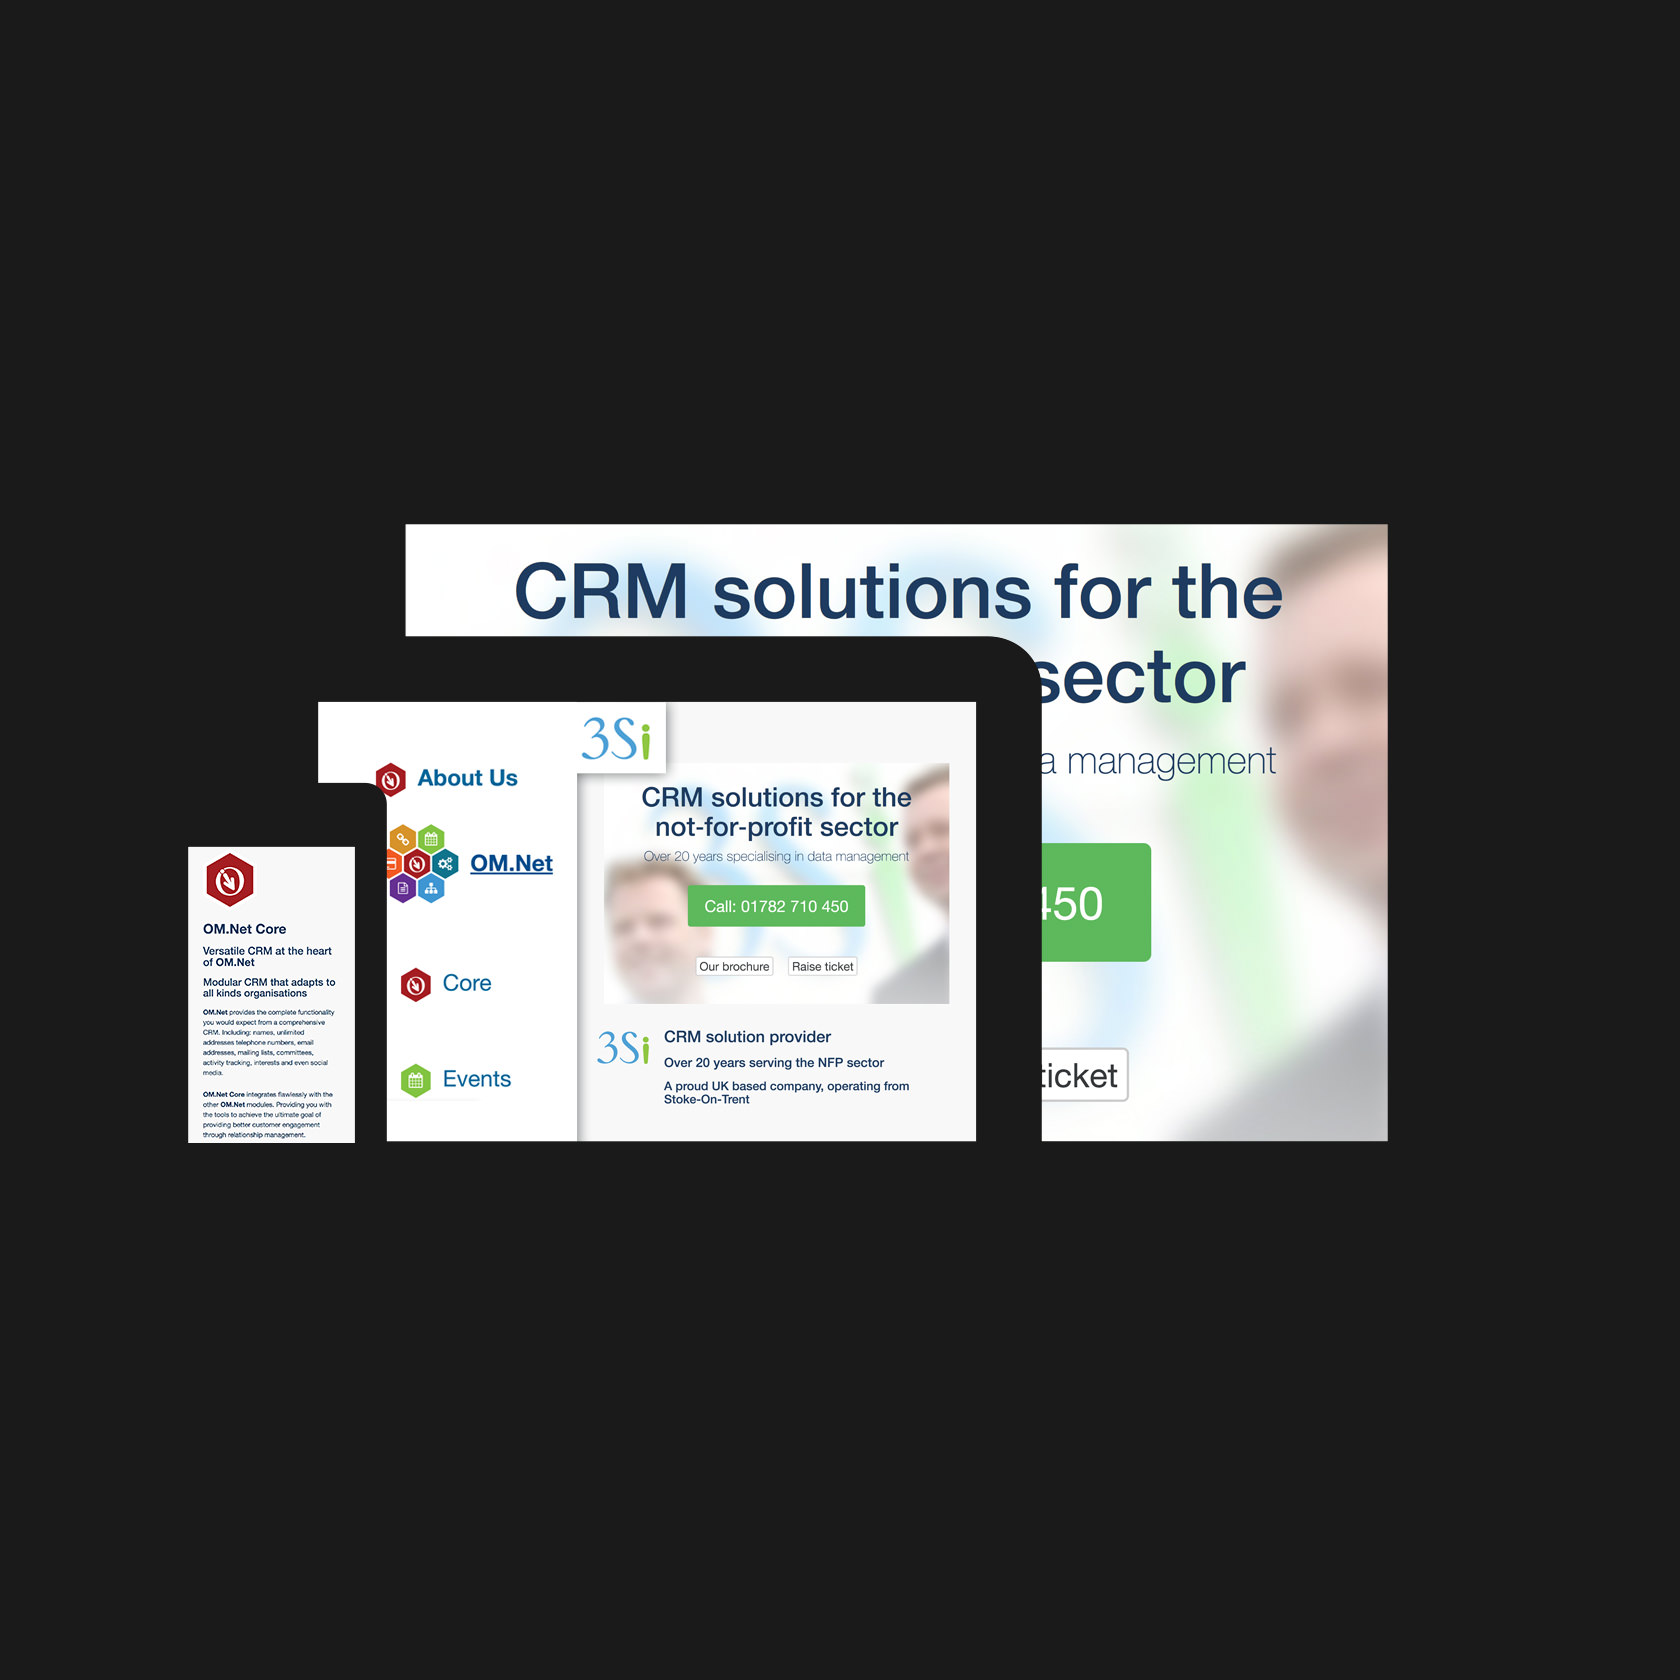 CRM solutions for the
sector
a management
450
ticket
3Si
About Us
OM.Net
Core
Events
CRM solutions for the
not-for-profit sector
Over 20 years specialising in data management
Call: 01782 710 450
Our brochure
Raise ticket
3Si
CRM solution provider
Over 20 years serving the NFP sector
A proud UK based company, operating from
Stoke-On-Trent
OM.Net Core
Versatile CRM at the heart
of OM.Net
Modular CRM that adapts to
all kinds organisations
OM.Net provides the complete functionality
you would expect from a comprehensive
CRM. Including: names, unlimited
addresses telephone numbers, email
addresses, mailing lists, committees,
activity tracking, interests and even social
media.
OM.Net Core integrates flawlessly with the
other OM.Net modules. Providing you with
the tools to achieve the ultimate goal of
providing better customer engagement
through relationship management.